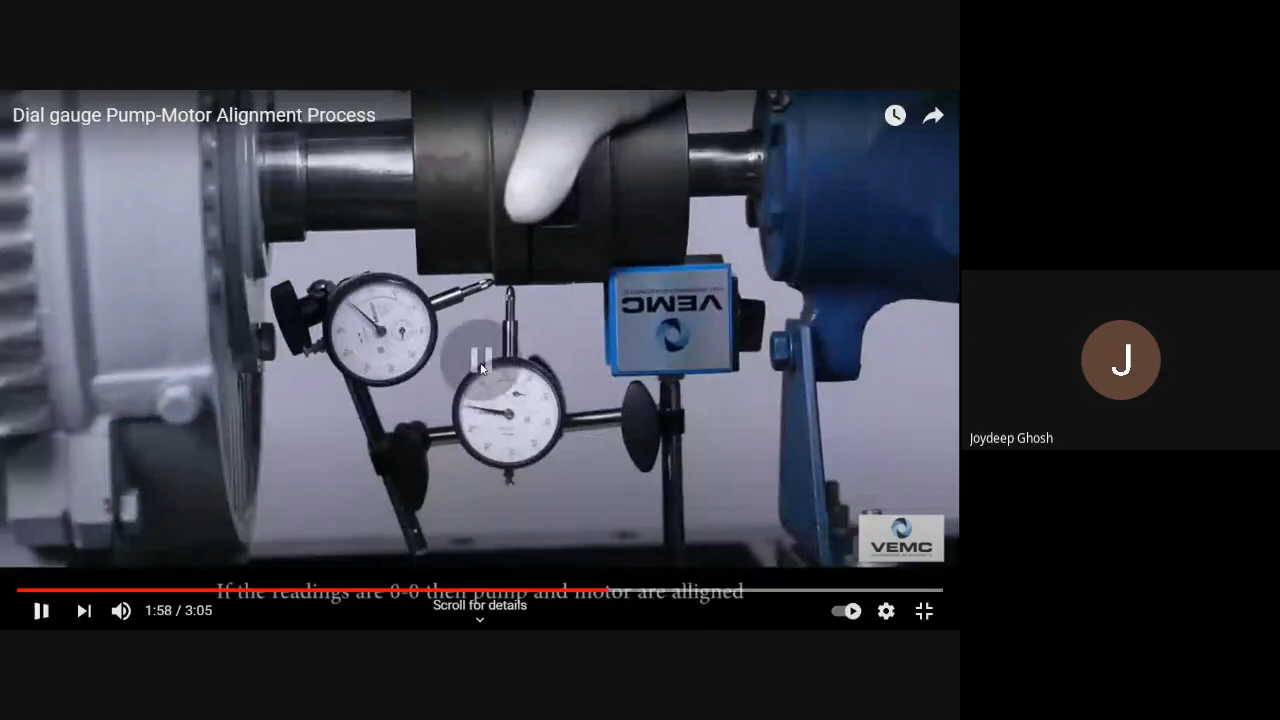 Dial gauge Pump-Motor Alignment Process
VEMC
VEMC
If the readings are 0-0 then pump and motor are alligned
Scroll for details
1:58 / 3:05
J
Joydeep Ghosh